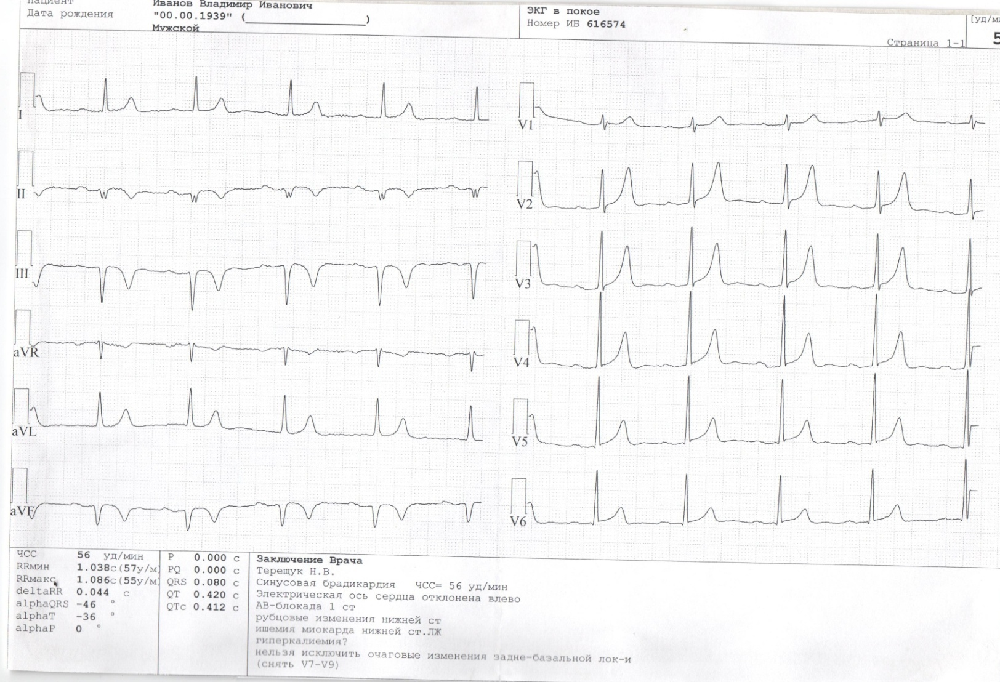 Пациент
Иванов Владимир Иванович
Дата рождения
"00.00.1939" (____________________)
Мужской
ЭКГ в покое
Номер ИБ 616574
Страница 1-1
I
II
III
aVR
aVL
aVF
V1
V2
V3
V4
V5
V6
ЧСС 56 уд/мин
RRмин 1.038с(57у/м)
RRмакс 1.086с(55у/м)
deltaRR 0.044 с
alphaQRS -46 °
alphaT -36 °
alphaP 0 °
P 0.000 с
PQ 0.000 с
QRS 0.080 с
QT 0.420 с
QTc 0.412 с
Заключение Врача
Терещук Н.В.
Синусовая брадикардия ЧСС= 56 уд/мин
Электрическая ось сердца отклонена влево
АВ-блокада 1 ст
рубцовые изменения нижней ст
ишемия миокарда нижней ст.ЛЖ
гиперкалиемия?
нельзя исключить очаговые изменения задне-базальной лок-и
(снять V7-V9)